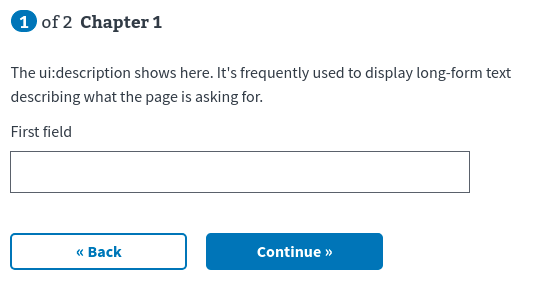 1 of 2 Chapter 1
The ui:description shows here. It's frequently used to display long-form text
describing what the page is asking for.
First field
« Back
Continue »